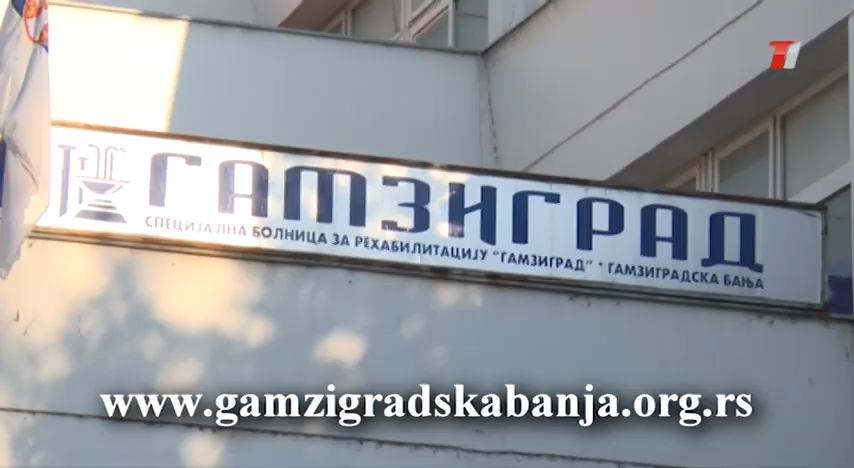 ГАМЗИГРАД
СПЕЦИЈАЛНА БОЛНИЦА ЗА РЕХАБИЛИТАЦИЈУ "ГАМЗИГРАД" • ГАМЗИГРАДСКА БАЊА
www.gamzigradskabanja.org.rs